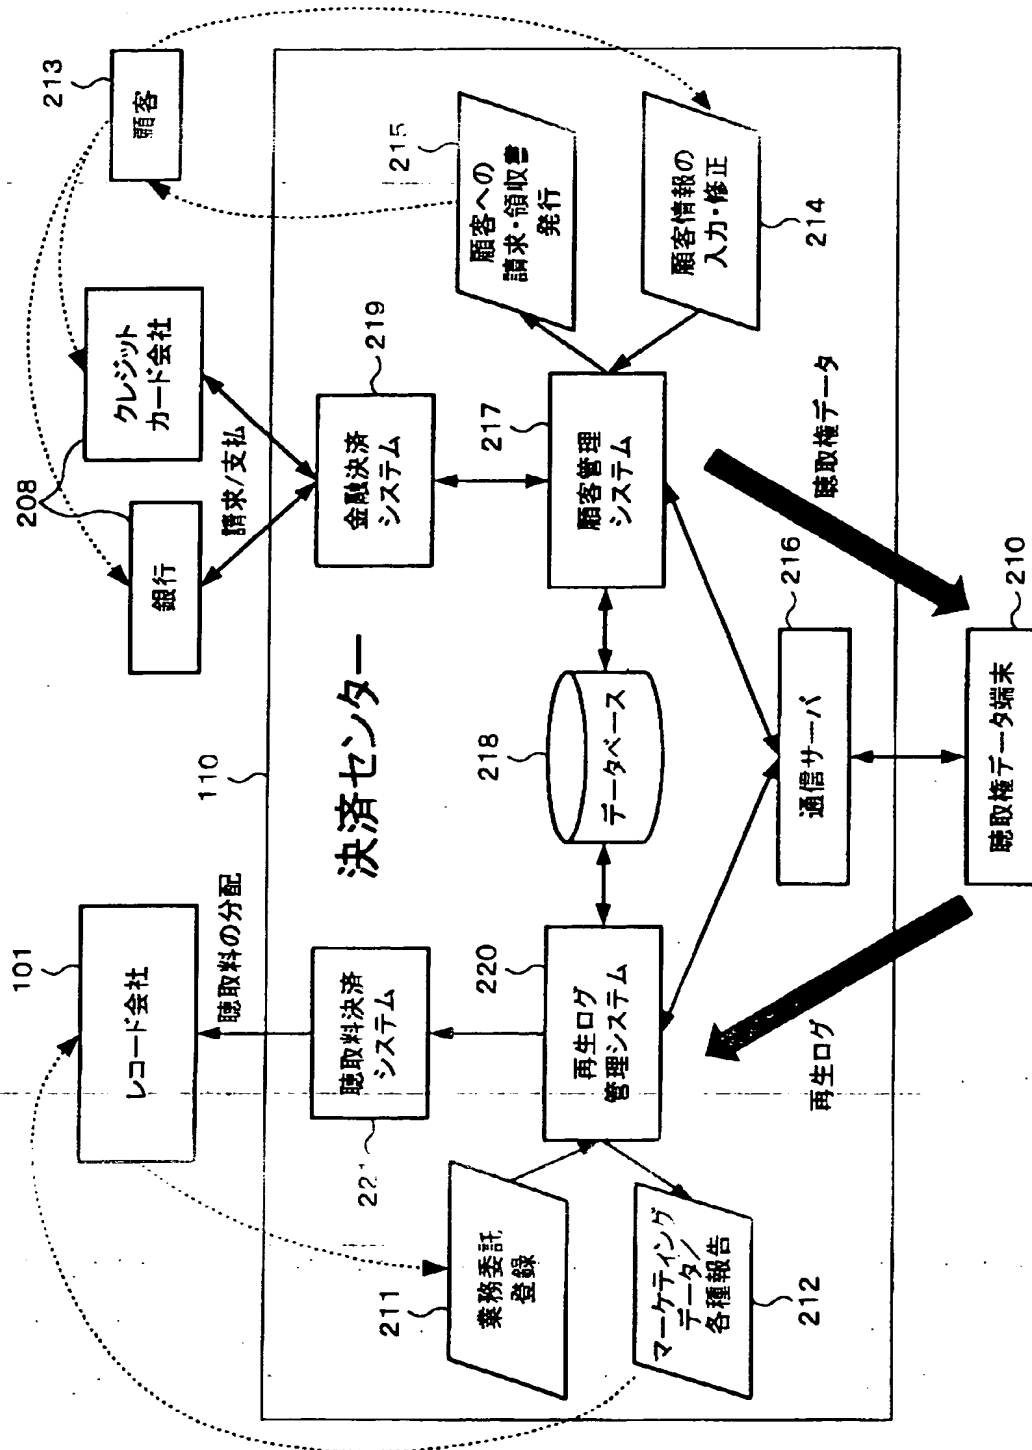 101
レコード会社
聴取料の分配
208
銀行
クレジット
カード会社
請求/支払
213
顧客
110
決済センター
聴取料決済
システム
221
金融決済
システム
219
211
業務委託
登録
220
再生ログ
管理システム
218
データベース
217
顧客管理
システム
215
顧客への
請求・領収書
発行
マーケティング
データ/
各種報告
212
顧客情報の
入力・修正
214
216
通信サーバ
再生ログ
聴取権データ
210
聴取権データ端末